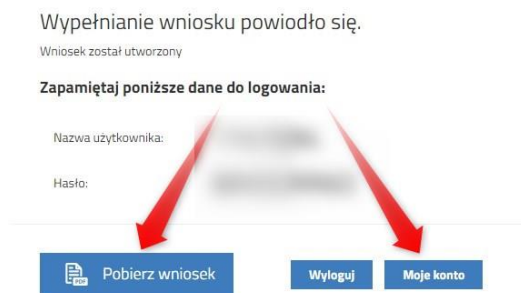 Wypełnianie wniosku powiodło się.
Wniosek został utworzony
Zapamiętaj poniższe dane do logowania:
Nazwa użytkownika:
Hasło:
PDF Pobierz wniosek Wyloguj Moje konto